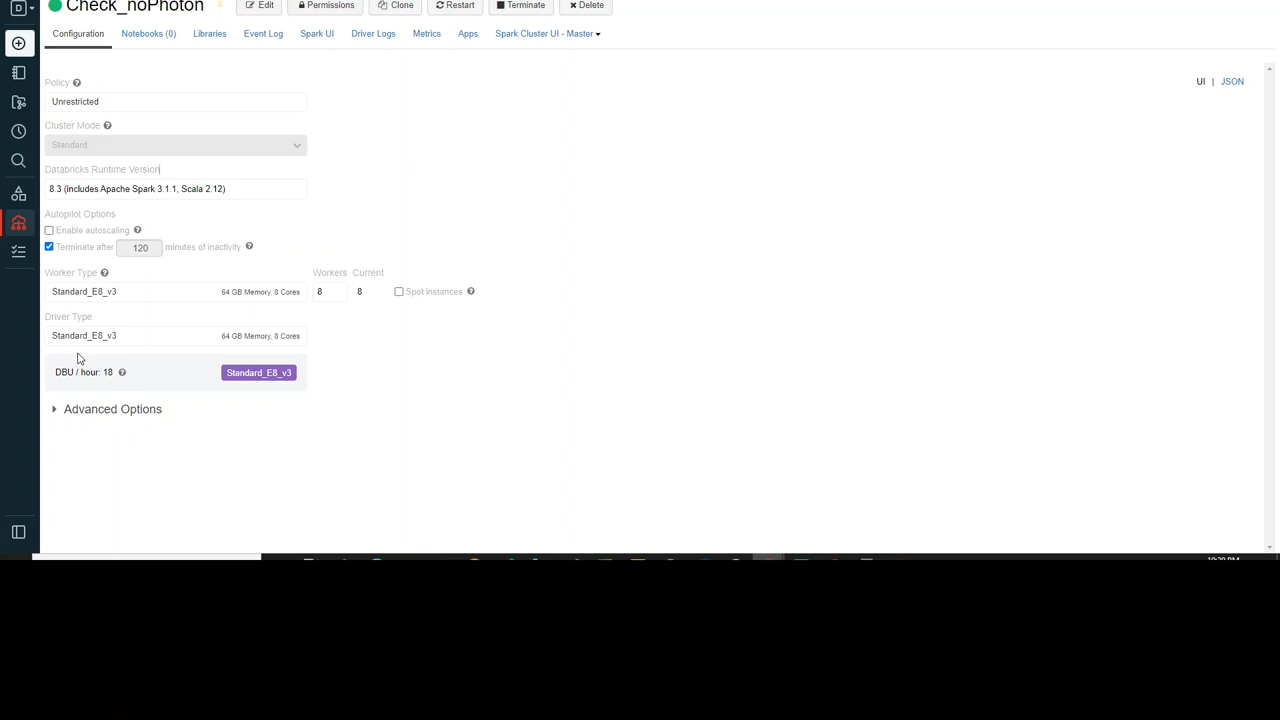 D
Check_noPhoton
Edit Permissions Clone Restart Terminate Delete
Configuration Notebooks (0) Libraries Event Log Spark UI Driver Logs Metrics Apps Spark Cluster UI - Master
UI | JSON
Policy
Unrestricted
Cluster Mode
Standard
Databricks Runtime Version
8.3 (includes Apache Spark 3.1.1, Scala 2.12)
Autopilot Options
Enable autoscaling
Terminate after 120 minutes of inactivity
Worker Type Workers Current
Standard_E8_v3 64 GB Memory, 8 Cores 8 8 Spot instances
Driver Type
Standard_E8_v3 64 GB Memory, 8 Cores
DBU / hour: 18 Standard_E8_v3
Advanced Options